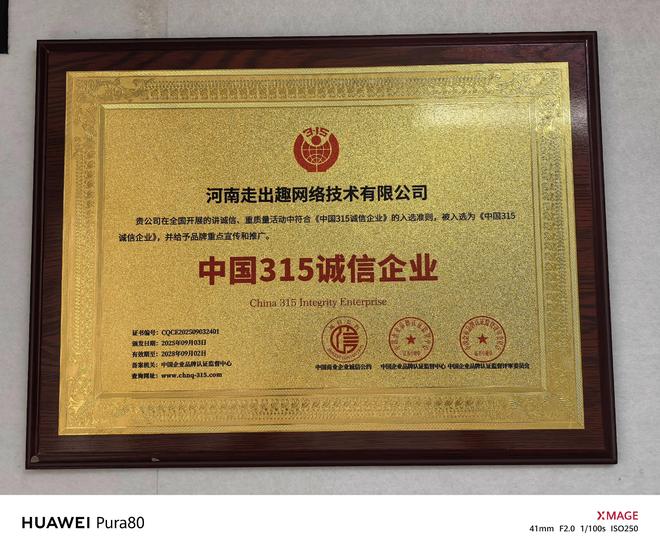 315
河南走出趣网络技术有限公司
贵公司在全国开展的讲诚信、重质量活动中符合《中国315诚信企业》的入选准则，被入选为《中国315
诚信企业》，并给予品牌重点宣传和推广。
中国315诚信企业
China 315 Integrity Enterprise
证书编号：CQCE202509032401
颁发日期：2025年09月03日
有效期至：2028年09月02日
备案机关：中国企业品牌认证监督中心
查询网址：www.chnq-315.com
中国商业企业诚信公约 中国企业品牌认证监督中心 中国企业品牌认证监督评审委员会
HUAWEI Pura80
XMAGE
41mm F2.0 1/100s ISO250